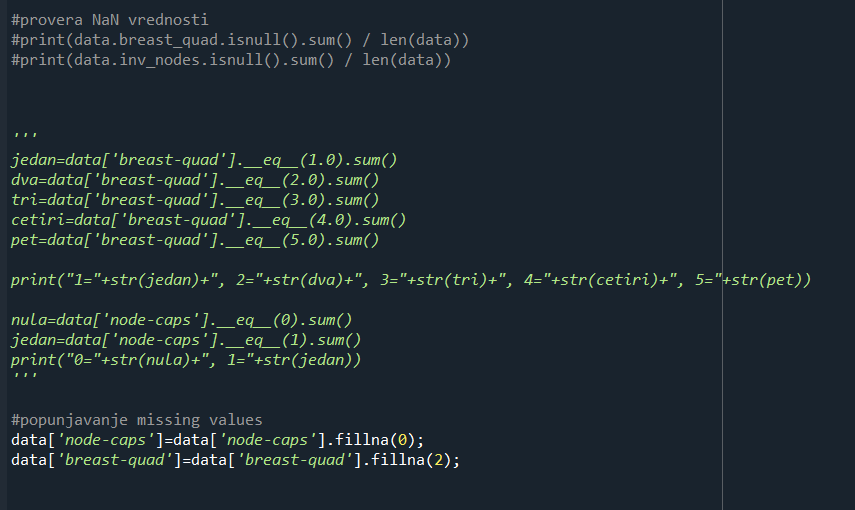 #provera NaN vrednosti
#print(data.breast_quad.isnull().sum() / len(data))
#print(data.inv_nodes.isnull().sum() / len(data))
'''
jedan=data['breast-quad'].__eq__(1.0).sum()
dva=data['breast-quad'].__eq__(2.0).sum()
tri=data['breast-quad'].__eq__(3.0).sum()
cetiri=data['breast-quad'].__eq__(4.0).sum()
pet=data['breast-quad'].__eq__(5.0).sum()
print("1="+str(jedan)+", 2="+str(dva)+", 3="+str(tri)+", 4="+str(cetiri)+", 5="+str(pet))
nula=data['node-caps'].__eq__(0).sum()
jedan=data['node-caps'].__eq__(1).sum()
print("0="+str(nula)+", 1="+str(jedan))
'''
#popunjavanje missing values
data['node-caps']=data['node-caps'].fillna(0);
data['breast-quad']=data['breast-quad'].fillna(2);